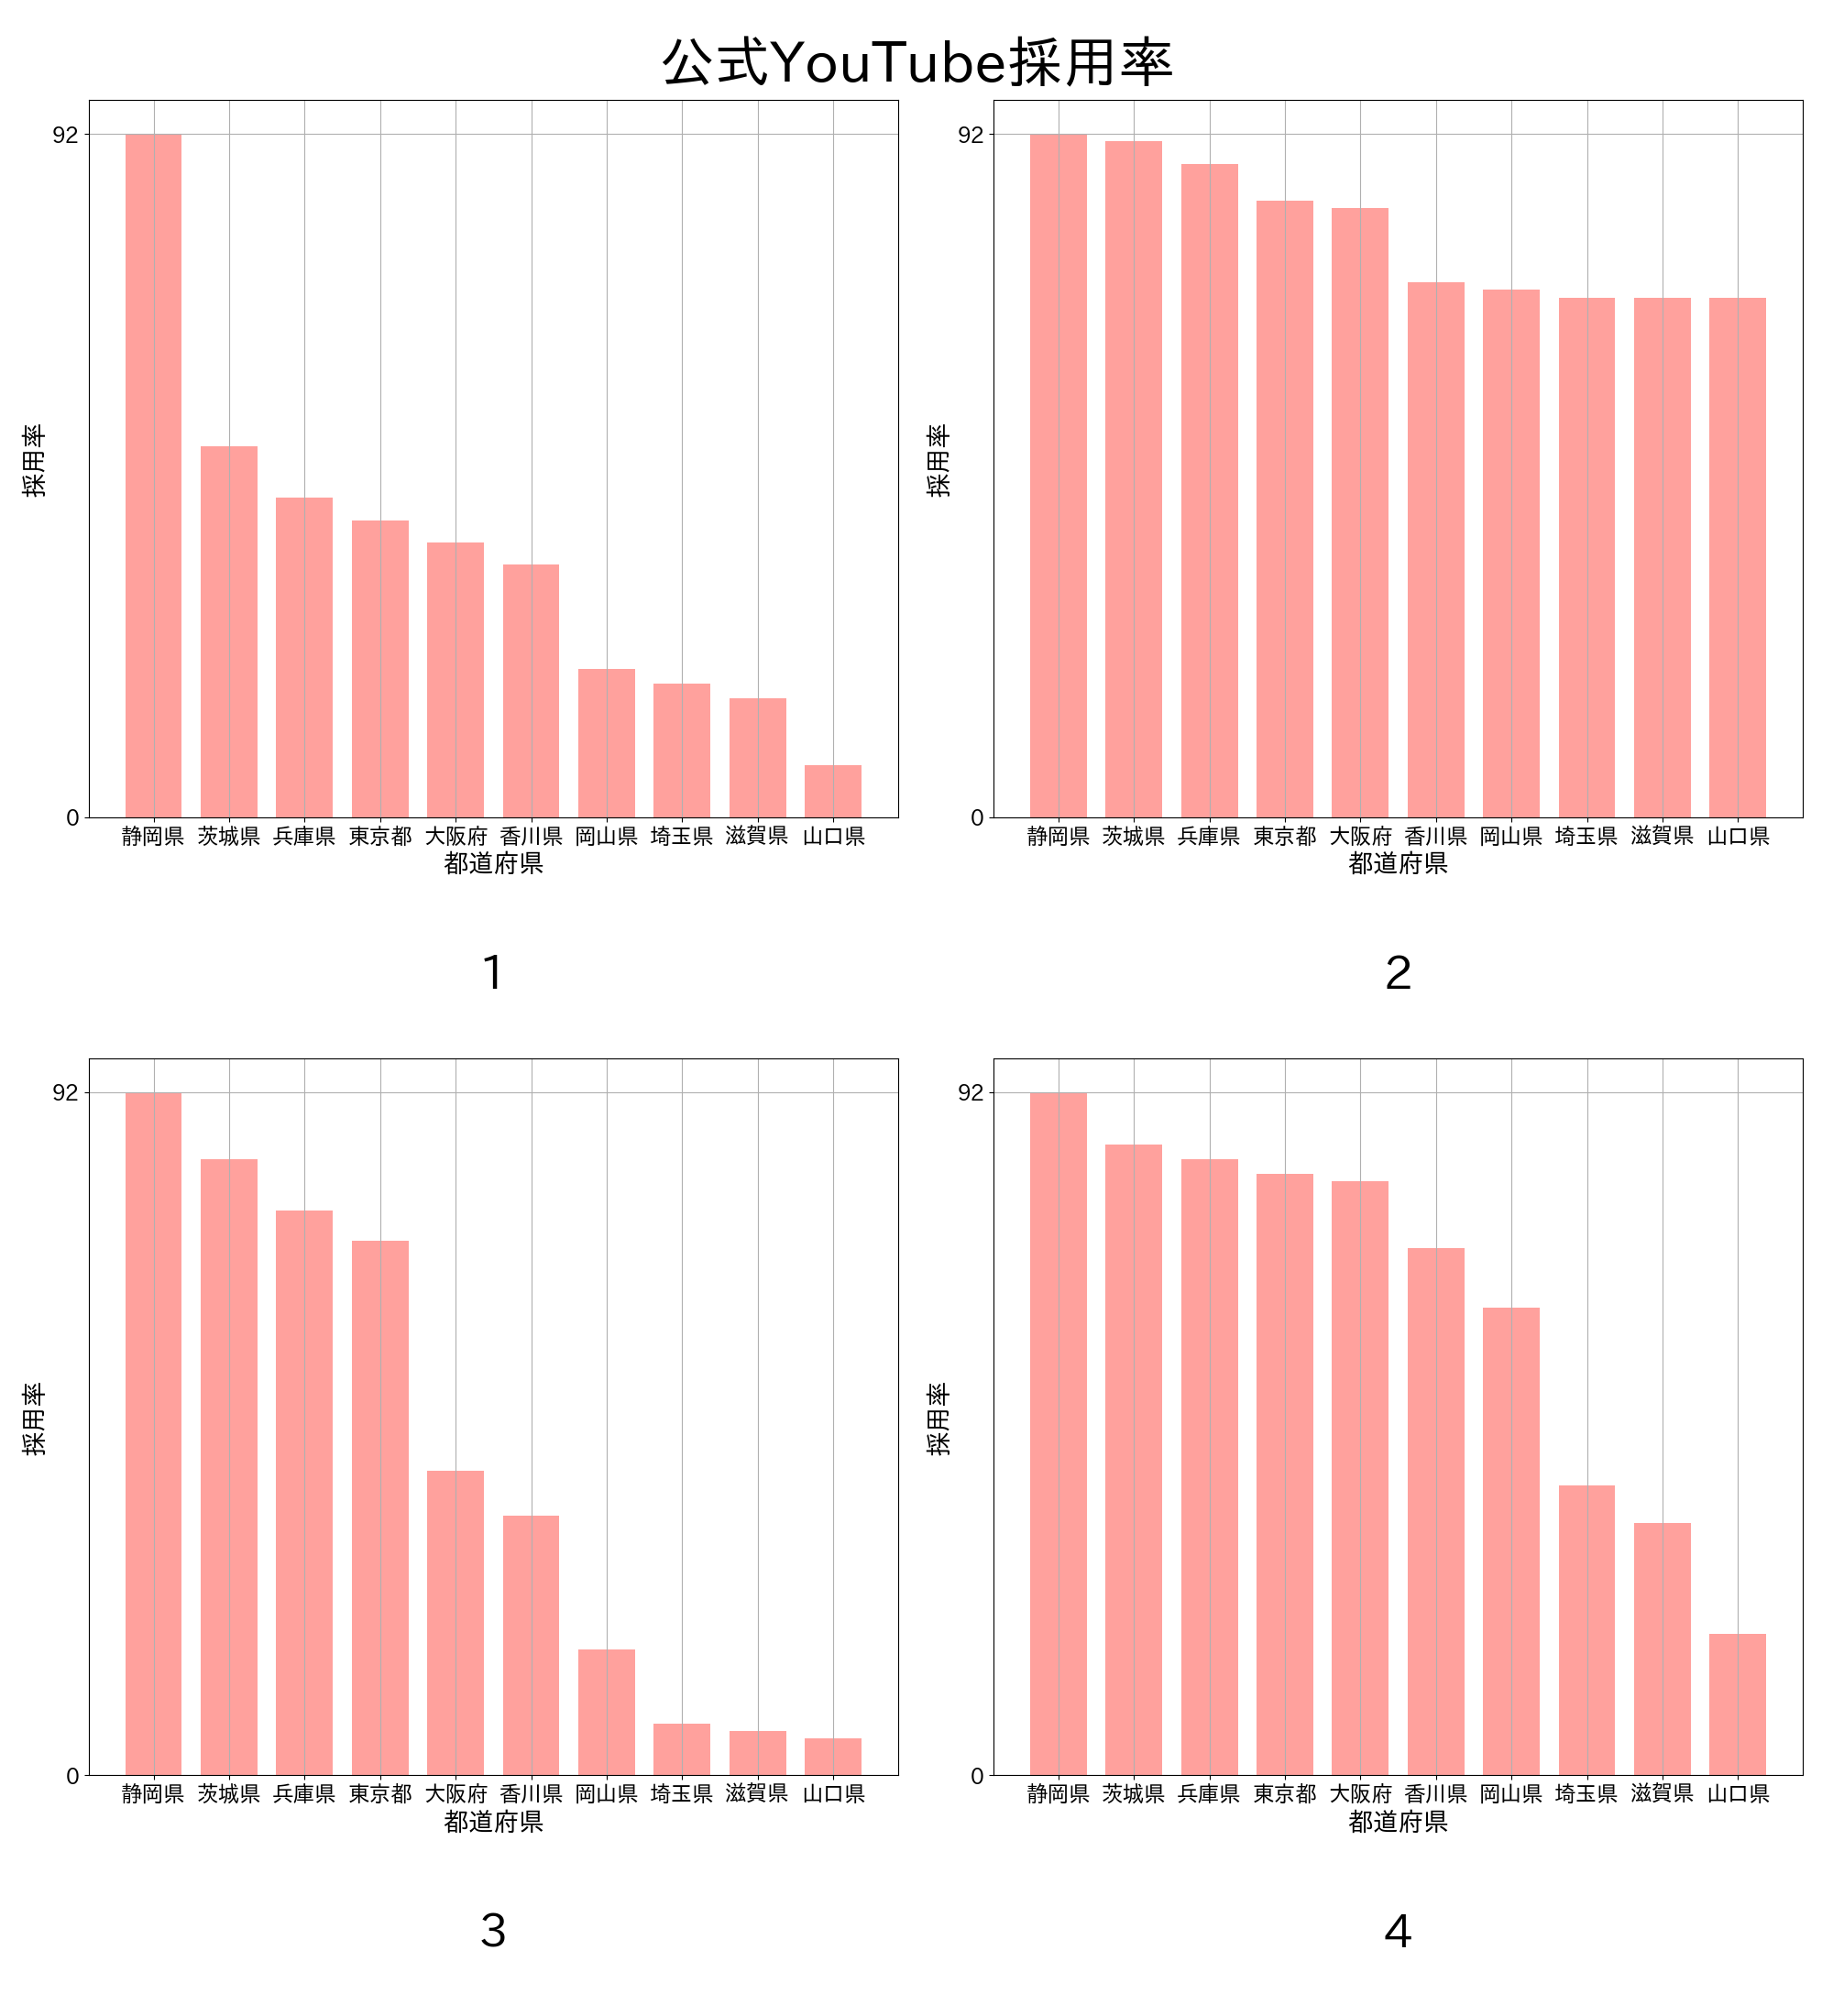 公式YouTube採用率
92
採用率
0
静岡県 茨城県 兵庫県 東京都 大阪府 香川県 岡山県 埼玉県 滋賀県 山口県
都道府県
1
92
採用率
0
静岡県 茨城県 兵庫県 東京都 大阪府 香川県 岡山県 埼玉県 滋賀県 山口県
都道府県
2
92
採用率
0
静岡県 茨城県 兵庫県 東京都 大阪府 香川県 岡山県 埼玉県 滋賀県 山口県
都道府県
3
92
採用率
0
静岡県 茨城県 兵庫県 東京都 大阪府 香川県 岡山県 埼玉県 滋賀県 山口県
都道府県
4